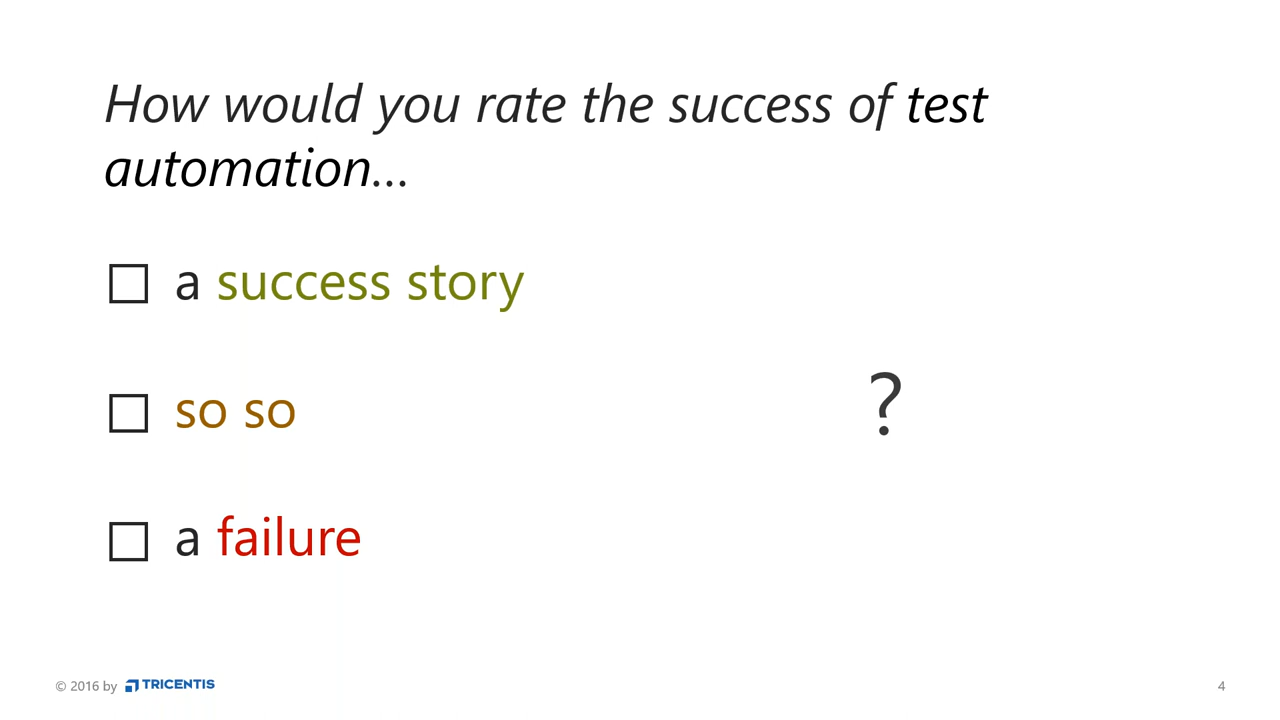 How would you rate the success of test
automation...
a success story
so so
?
a failure
© 2016 by TRICENTIS
4